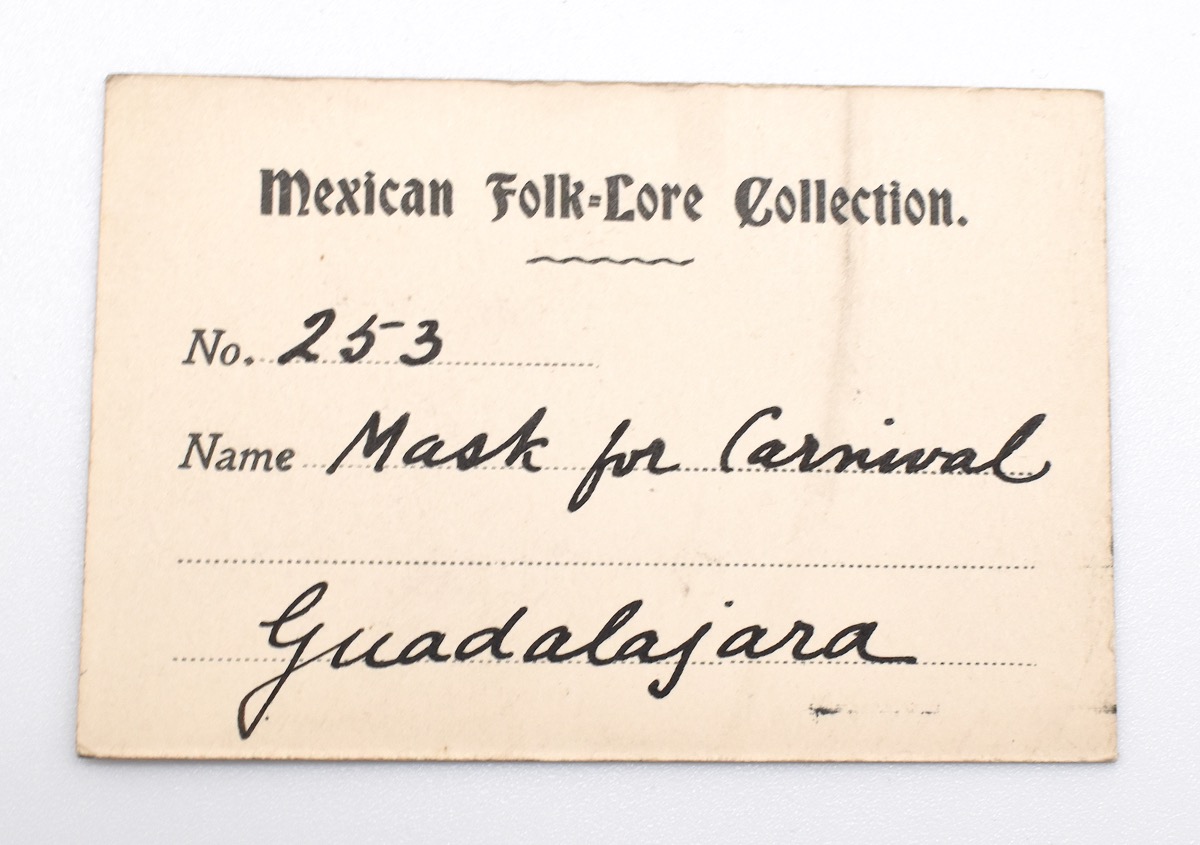 Mexican Folk-Lore Collection.
No. 253
Name Mask for Carnival
Guadalajara